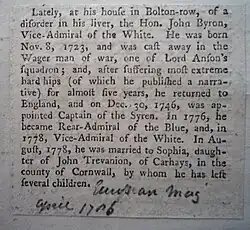 Lately, at his house in Bolton-row, of a
diſorder in his liver, the Hon. John Byron,
Vice-Admiral of the White. He was born
Nov. 8, 1723, and was caſt away in the
Wager man of war, one of Lord Anſon's
ſquadron; and, after ſuffering moſt extreme
hardſhips (of which he publiſhed a narra-
tive) for almoſt five years, he returned to
England, and on Dec. 30, 1746, was ap-
pointed Captain of the Syren. In 1776, he
became Rear-Admiral of the Blue, and, in
1778, Vice-Admiral of the White. In Au-
guſt, 1778, he was married to Sophia, daugh-
ter of John Trevanion, of Carhays, in the
county of Cornwall, by whom he has left
ſeveral children.
European Mag
April 1786